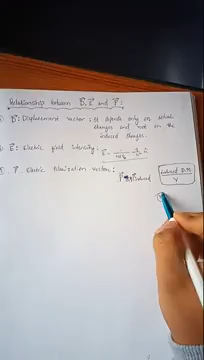 Relationship between D⃗, E⃗ and P⃗:
① D⃗: Displacement vector: It depends only on actual
charges and not on the
induced charges.
② E⃗: Electric field intensity: E⃗ =
③ P⃗: Electric Polarization vector:
induced D.M
V